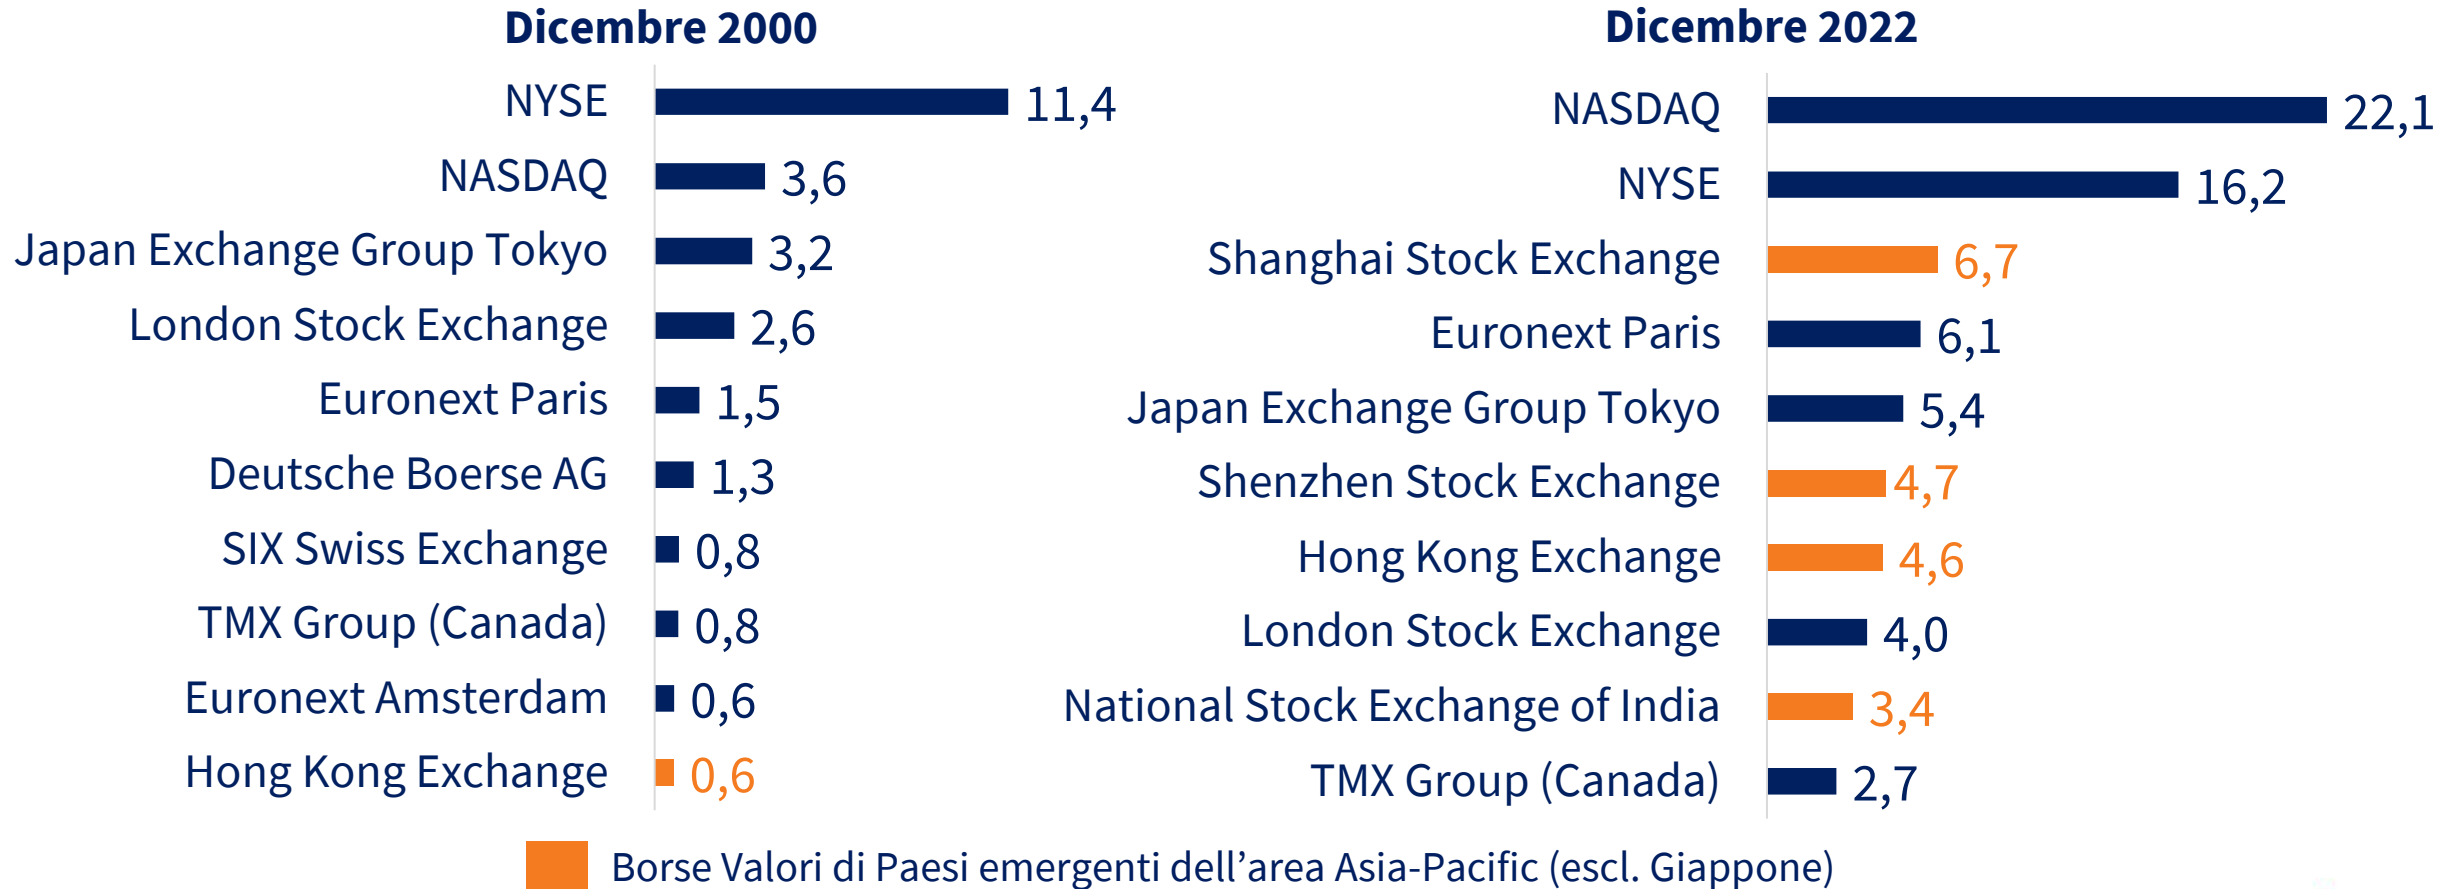 Dicembre 2000
NYSE 11,4
NASDAQ 3,6
Japan Exchange Group Tokyo 3,2
London Stock Exchange 2,6
Euronext Paris 1,5
Deutsche Boerse AG 1,3
SIX Swiss Exchange 0,8
TMX Group (Canada) 0,8
Euronext Amsterdam 0,6
Hong Kong Exchange 0,6
Dicembre 2022
NASDAQ 22,1
NYSE 16,2
Shanghai Stock Exchange 6,7
Euronext Paris 6,1
Japan Exchange Group Tokyo 5,4
Shenzhen Stock Exchange 4,7
Hong Kong Exchange 4,6
London Stock Exchange 4,0
National Stock Exchange of India 3,4
TMX Group (Canada) 2,7
Borse Valori di Paesi emergenti dell’area Asia-Pacific (escl. Giappone)